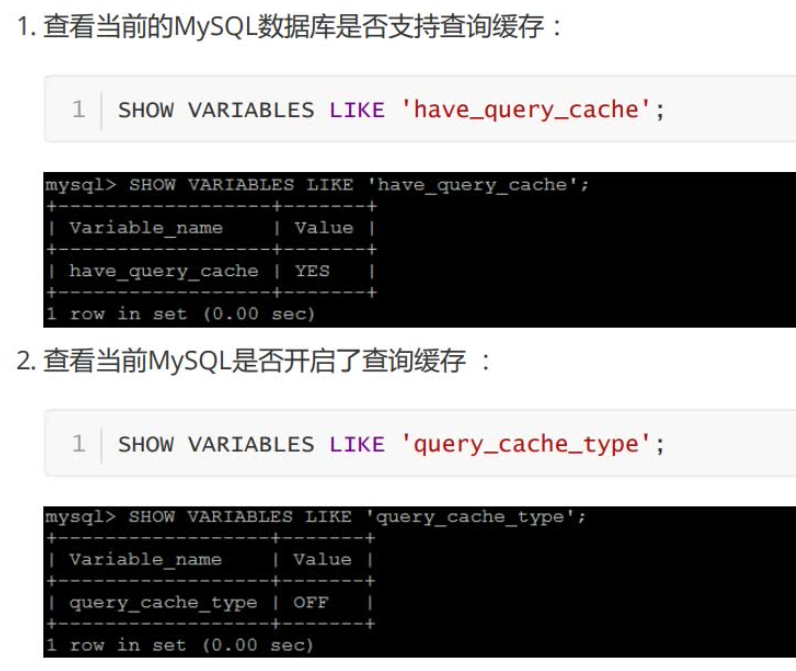 1. 查看当前的MySQL数据库是否支持查询缓存：
1 SHOW VARIABLES LIKE 'have_query_cache';
mysql> SHOW VARIABLES LIKE 'have_query_cache';
+------------------+-------+
| Variable_name    | Value |
+------------------+-------+
| have_query_cache | YES   |
+------------------+-------+
1 row in set (0.00 sec)
2. 查看当前MySQL是否开启了查询缓存 ：
1 SHOW VARIABLES LIKE 'query_cache_type';
mysql> SHOW VARIABLES LIKE 'query_cache_type';
+------------------+-------+
| Variable_name    | Value |
+------------------+-------+
| query_cache_type | OFF   |
+------------------+-------+
1 row in set (0.00 sec)